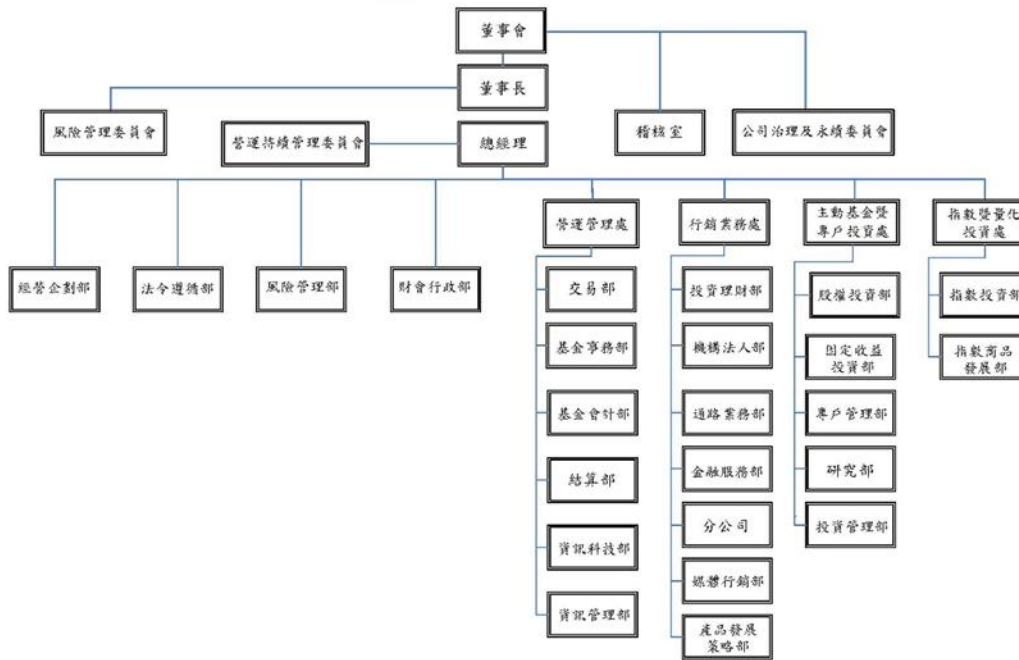 董事會
董事長
風險管理委員會
營運持續管理委員會
總經理
稽核室
公司治理及永續委員會
經營企劃部
法令遵循部
風險管理部
財會行政部
營運管理處
交易部
基金事務部
基金會計部
結算部
資訊科技部
資訊管理部
行銷業務處
投資理財部
機構法人部
通路業務部
金融服務部
分公司
媒體行銷部
產品發展
策略部
主動基金暨
專戶投資處
股權投資部
固定收益
投資部
專戶管理部
研究部
投資管理部
指數暨量化
投資處
指數投資部
指數商品
發展部